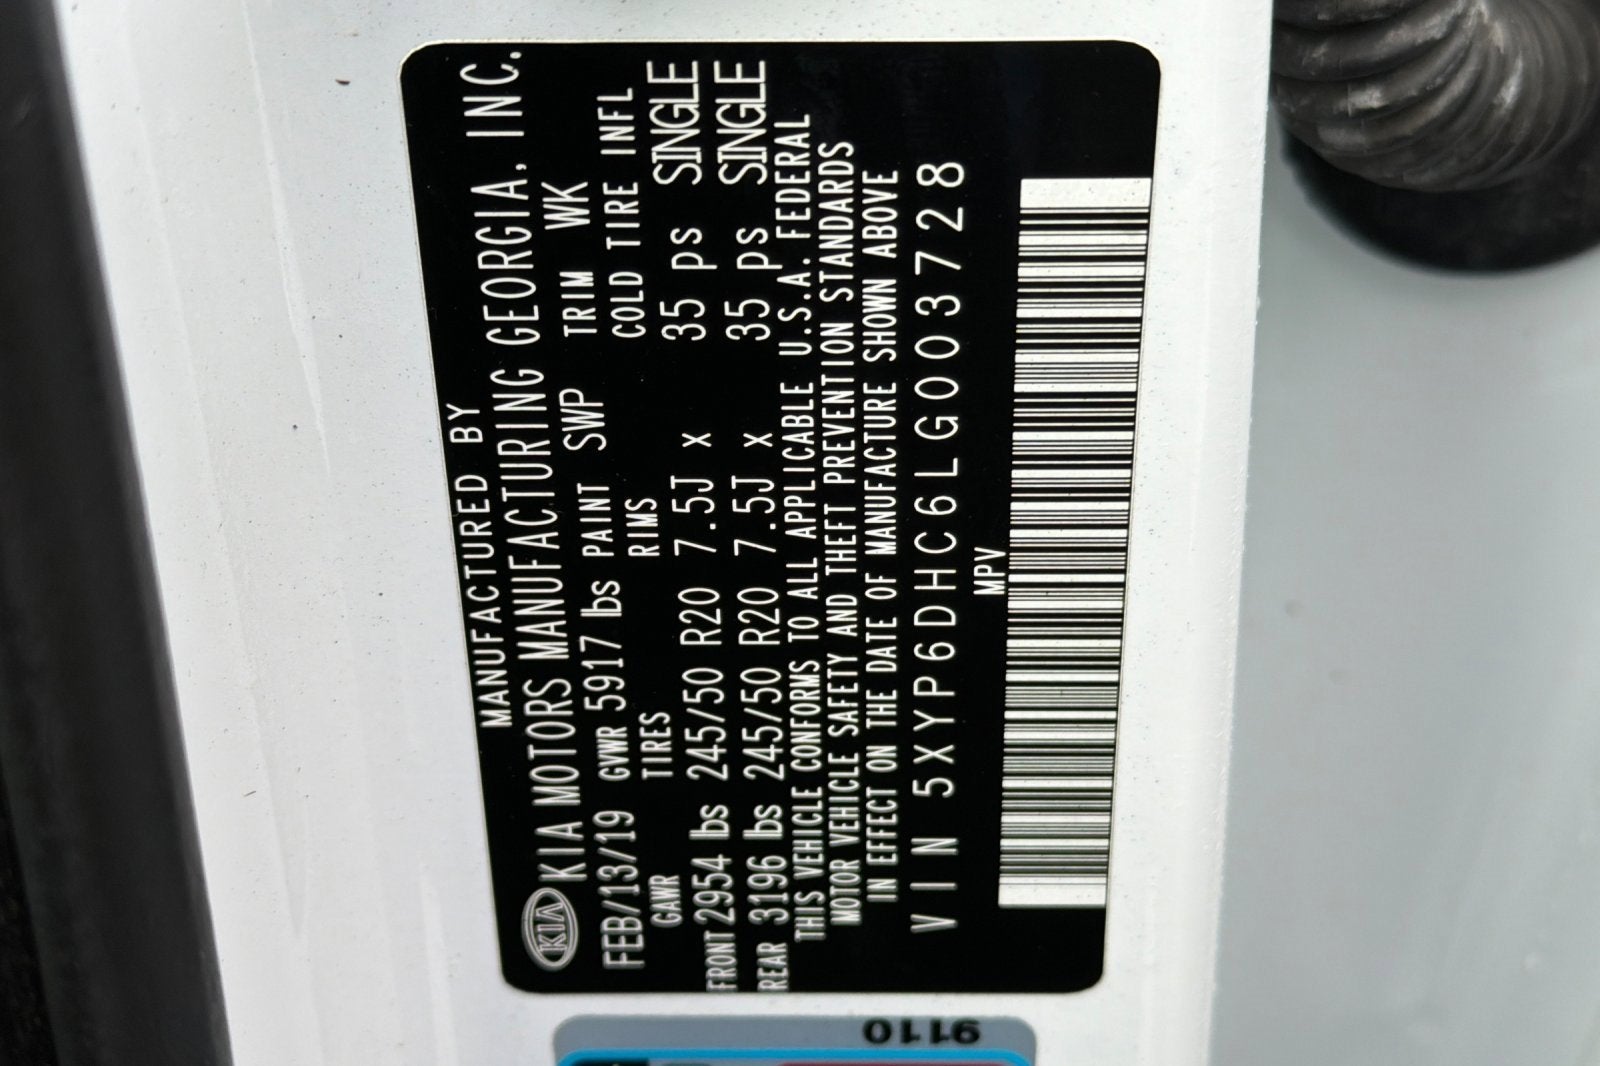 MANUFACTURED BY
KIA KIA MOTORS MANUFACTURING GEORGIA, INC.
FEB/13/19 GVWR 5917 lbs PAINT SWP TRIM WK
GAWR TIRES RIMS COLD TIRE INFL
FRONT 2954 lbs 245/50 R20 7.5J x 35 ps SINGLE
REAR 3196 lbs 245/50 R20 7.5J x 35 ps SINGLE
THIS VEHICLE CONFORMS TO ALL APPLICABLE U.S.A. FEDERAL
MOTOR VEHICLE SAFETY AND THEFT PREVENTION STANDARDS
IN EFFECT ON THE DATE OF MANUFACTURE SHOWN ABOVE
VIN 5XYP6DHC6LG003728
MPV
9110